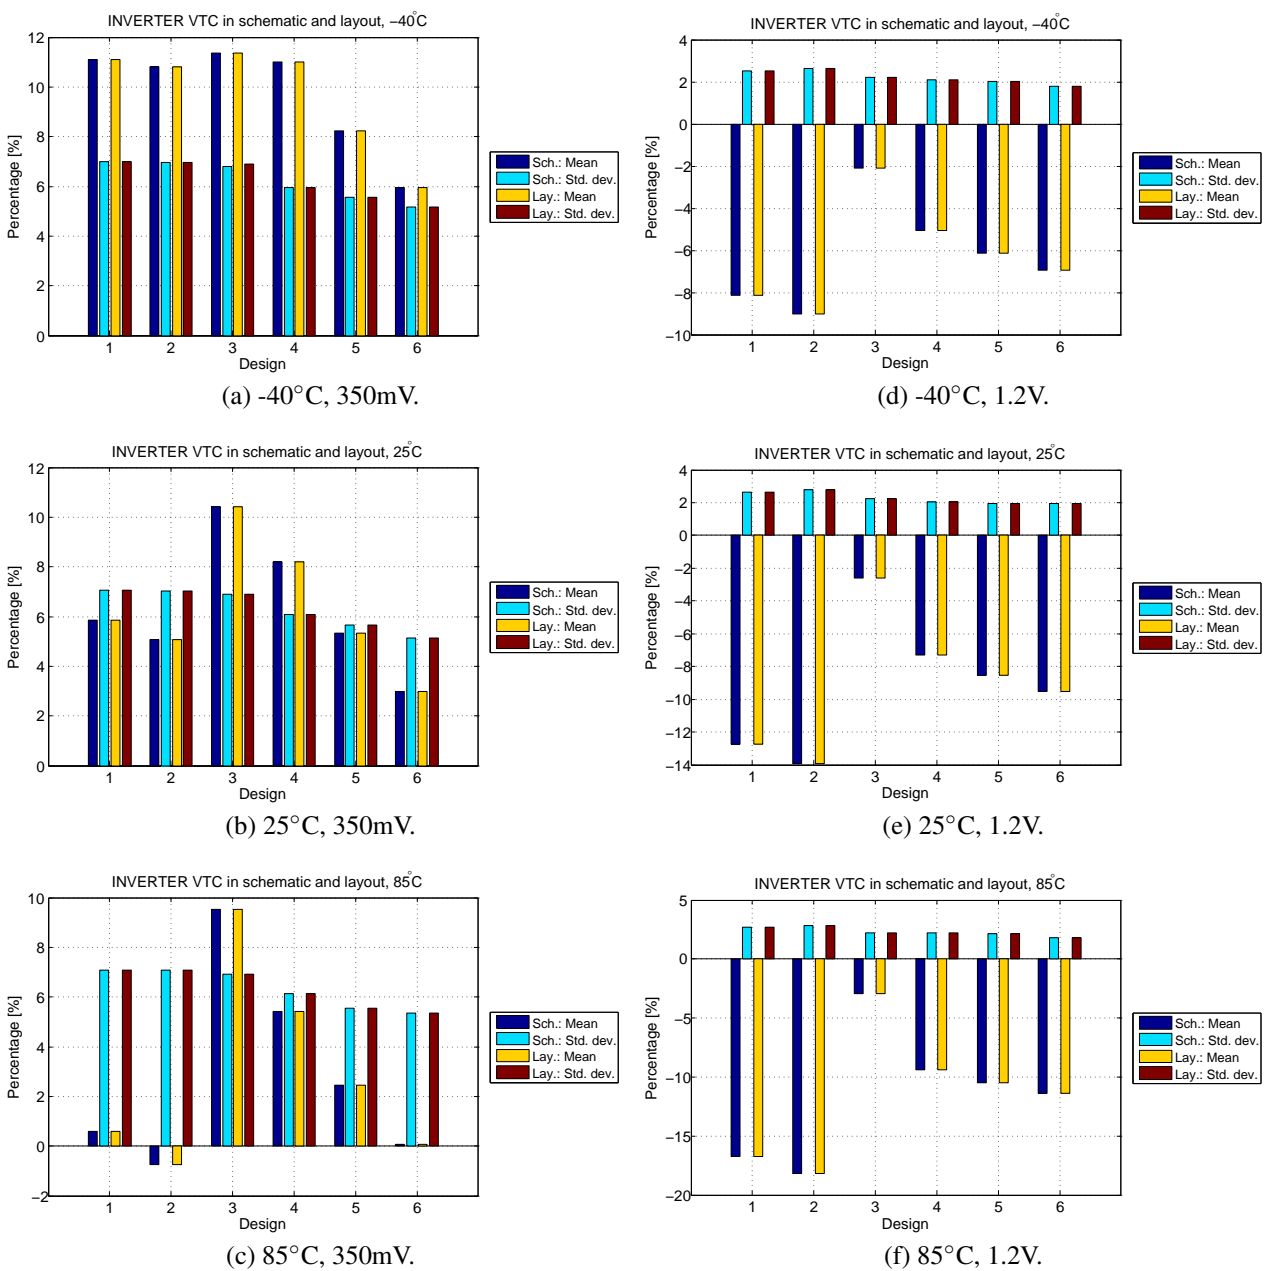 INVERTER VTC in schematic and layout, −40°C
12
10
8
6
4
2
0
Percentage [%]
1 2 3 4 5 6
Design
Sch.: Mean
Sch.: Std. dev.
Lay.: Mean
Lay.: Std. dev.
(a) -40°C, 350mV.
INVERTER VTC in schematic and layout, −40°C
4
2
0
−2
−4
−6
−8
−10
Percentage [%]
1 2 3 4 5 6
Design
Sch.: Mean
Sch.: Std. dev.
Lay.: Mean
Lay.: Std. dev.
(d) -40°C, 1.2V.
INVERTER VTC in schematic and layout, 25°C
12
10
8
6
4
2
0
Percentage [%]
1 2 3 4 5 6
Design
Sch.: Mean
Sch.: Std. dev.
Lay.: Mean
Lay.: Std. dev.
(b) 25°C, 350mV.
INVERTER VTC in schematic and layout, 25°C
4
2
0
−2
−4
−6
−8
−10
−12
−14
Percentage [%]
1 2 3 4 5 6
Design
Sch.: Mean
Sch.: Std. dev.
Lay.: Mean
Lay.: Std. dev.
(e) 25°C, 1.2V.
INVERTER VTC in schematic and layout, 85°C
10
8
6
4
2
0
−2
Percentage [%]
1 2 3 4 5 6
Design
Sch.: Mean
Sch.: Std. dev.
Lay.: Mean
Lay.: Std. dev.
(c) 85°C, 350mV.
INVERTER VTC in schematic and layout, 85°C
5
0
−5
−10
−15
−20
Percentage [%]
1 2 3 4 5 6
Design
Sch.: Mean
Sch.: Std. dev.
Lay.: Mean
Lay.: Std. dev.
(f) 85°C, 1.2V.